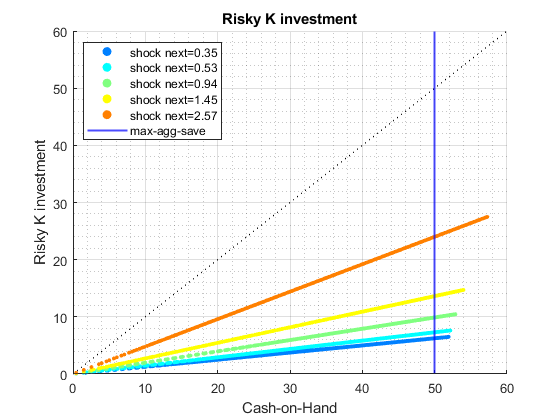 Risky K investment
60
50
40
30
20
10
0
Risky K investment
shock next=0.35
shock next=0.53
shock next=0.94
shock next=1.45
shock next=2.57
max-agg-save
0 10 20 30 40 50 60
Cash-on-Hand